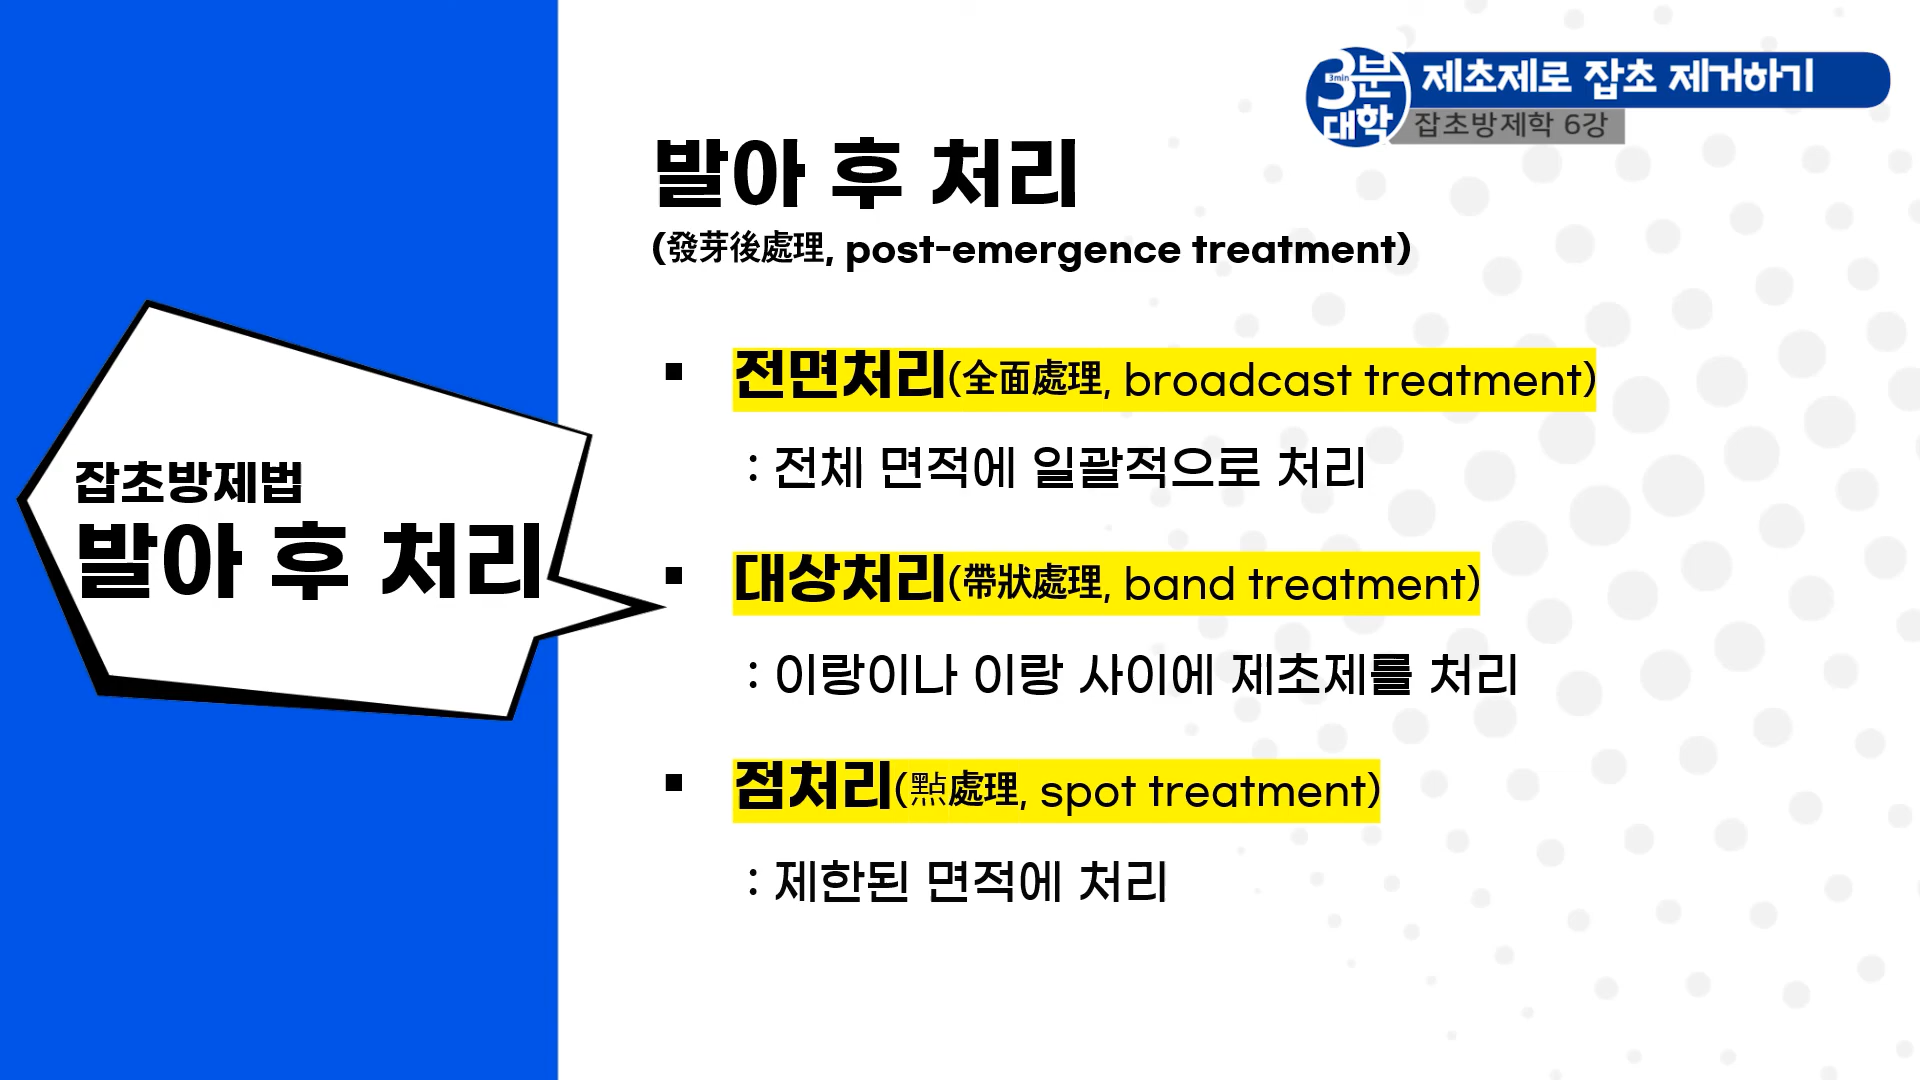 3분
3min
대학
제초제로 잡초 제거하기
잡초방제학 6강
발아 후 처리
(發芽後處理, post-emergence treatment)
잡초방제법
발아 후 처리
▪ 전면처리(全面處理, broadcast treatment)
: 전체 면적에 일괄적으로 처리
▪ 대상처리(帶狀處理, band treatment)
: 이랑이나 이랑 사이에 제초제를 처리
▪ 점처리(點處理, spot treatment)
: 제한된 면적에 처리